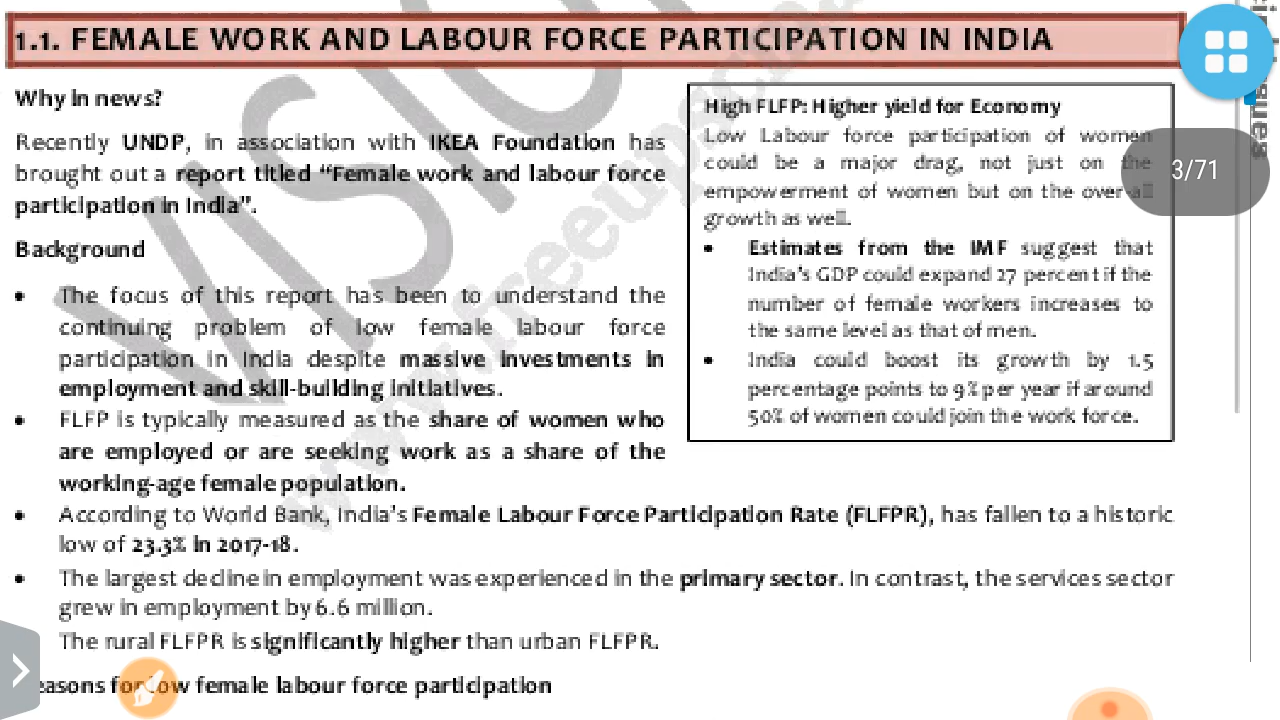 1.1. FEMALE WORK AND LABOUR FORCE PARTICIPATION IN INDIA
Why in news?
Recently UNDP, in association with IKEA Foundation has
brought out a report titled “Female work and labour force
participation in India”.
Background
• The focus of this report has been to understand the
continuing problem of low female labour force
participation in India despite massive investments in
employment and skill-building initiatives.
• FLFP is typically measured as the share of women who
are employed or are seeking work as a share of the
working-age female population.
High FLFP: Higher yield for Economy
Low Labour force participation of women
could be a major drag, not just on the
empowerment of women but on the over-all
growth as well.
• Estimates from the IMF suggest that
India’s GDP could expand 27 percent if the
number of female workers increases to
the same level as that of men.
• India could boost its growth by 1.5
percentage points to 9% per year if around
50% of women could join the work force.
• According to World Bank, India’s Female Labour Force Participation Rate (FLFPR), has fallen to a historic
low of 23.3% in 2017-18.
• The largest decline in employment was experienced in the primary sector. In contrast, the services sector
grew in employment by 6.6 million.
The rural FLFPR is significantly higher than urban FLFPR.
easons for low female labour force participation
3/71
VISIO